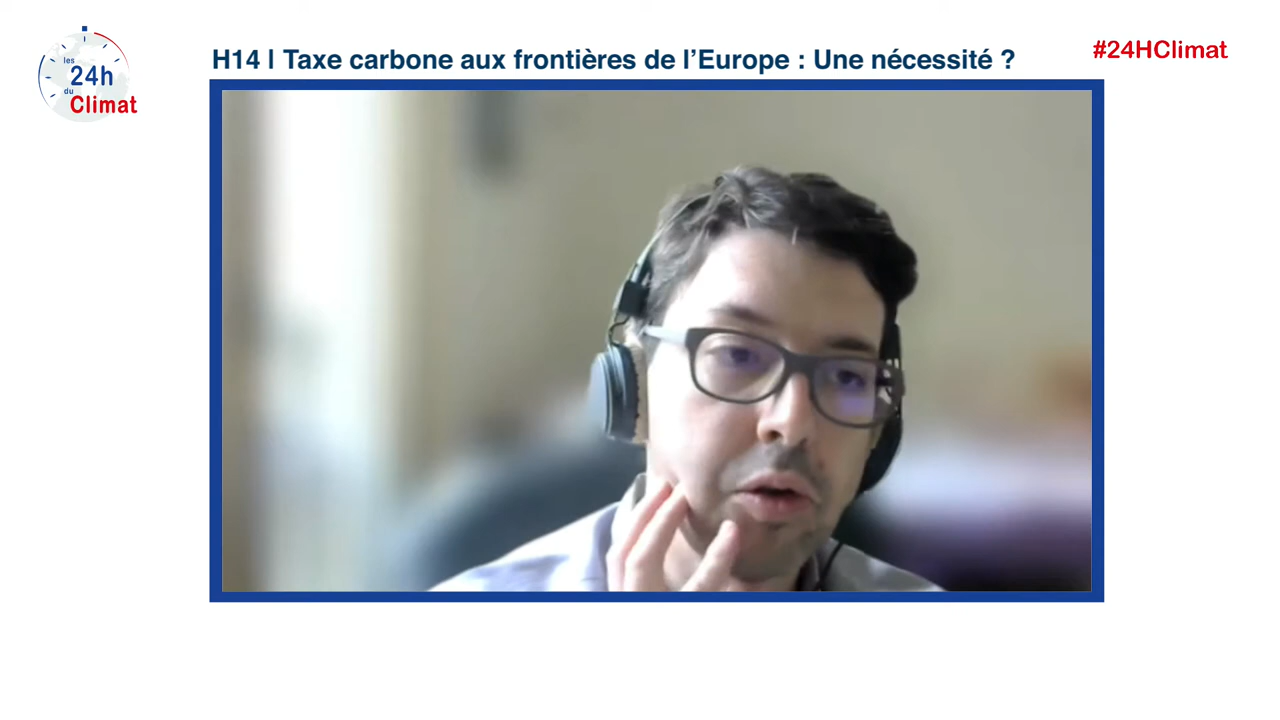 les
24h
du
Climat
H14 I Taxe carbone aux frontières de l’Europe : Une nécessité ?
#24HClimat